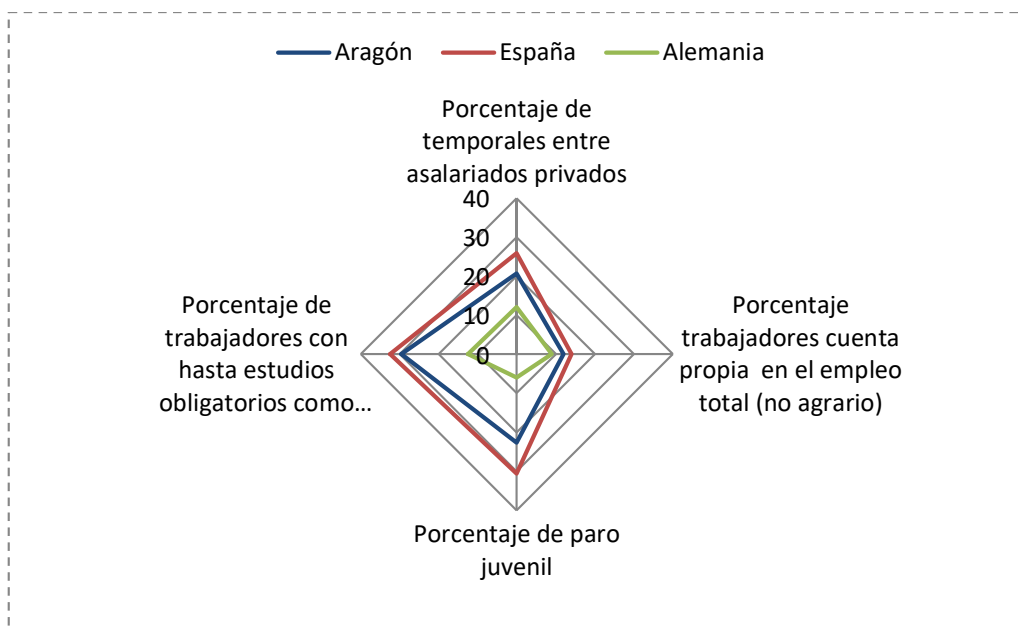 Aragón España Alemania
Porcentaje de
temporales entre
asalariados privados
40
30
20
10
0
Porcentaje
trabajadores cuenta
propia en el empleo
total (no agrario)
Porcentaje de paro
juvenil
Porcentaje de
trabajadores con
hasta estudios
obligatorios como...